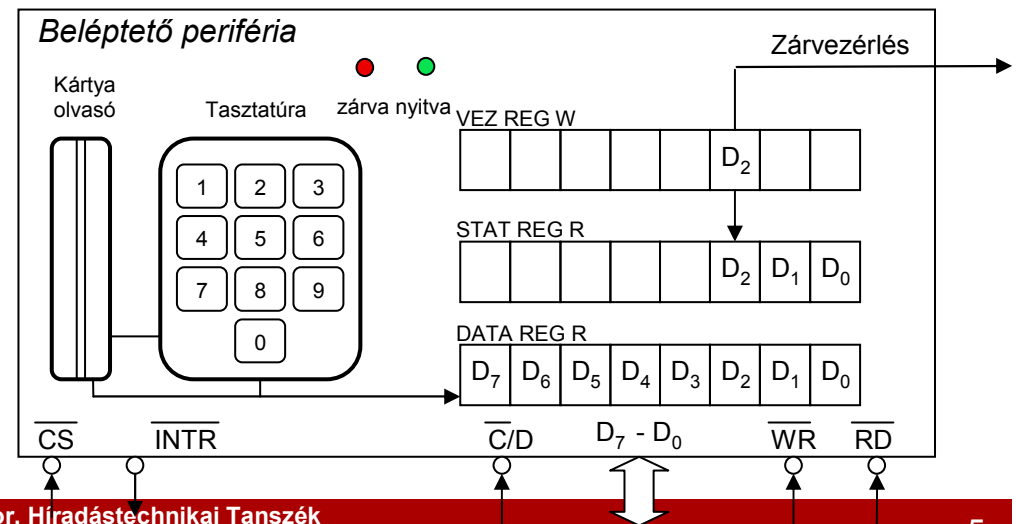 Beléptető periféria
Zárvezérlés
Kártya
olvasó
Tasztatúra
zárva nyitva
VEZ REG W
D2
1 2 3
4 5 6
7 8 9
0
STAT REG R
D2 D1 D0
DATA REG R
D7 D6 D5 D4 D3 D2 D1 D0
CS INTR C/D D7 - D0 WR RD
Híradástechnikai Tanszék